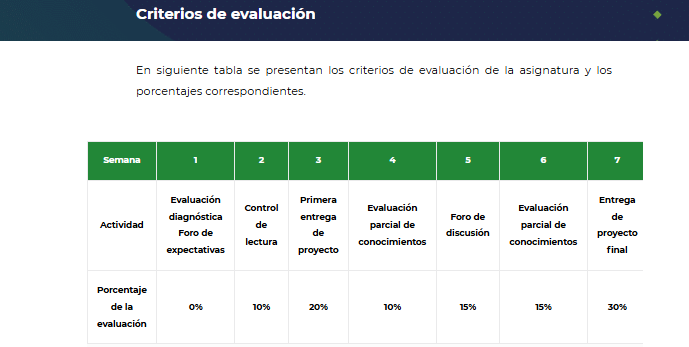 Criterios de evaluación
En siguiente tabla se presentan los criterios de evaluación de la asignatura y los
porcentajes correspondientes.
Semana 1 2 3 4 5 6 7
Actividad
Evaluación
diagnóstica
Foro de
expectativas
Control
de
lectura
Primera
entrega
de
proyecto
Evaluación
parcial de
conocimientos
Foro de
discusión
Evaluación
parcial de
conocimientos
Entrega
de
proyecto
final
Porcentaje
de la
evaluación
0% 10% 20% 10% 15% 15% 30%